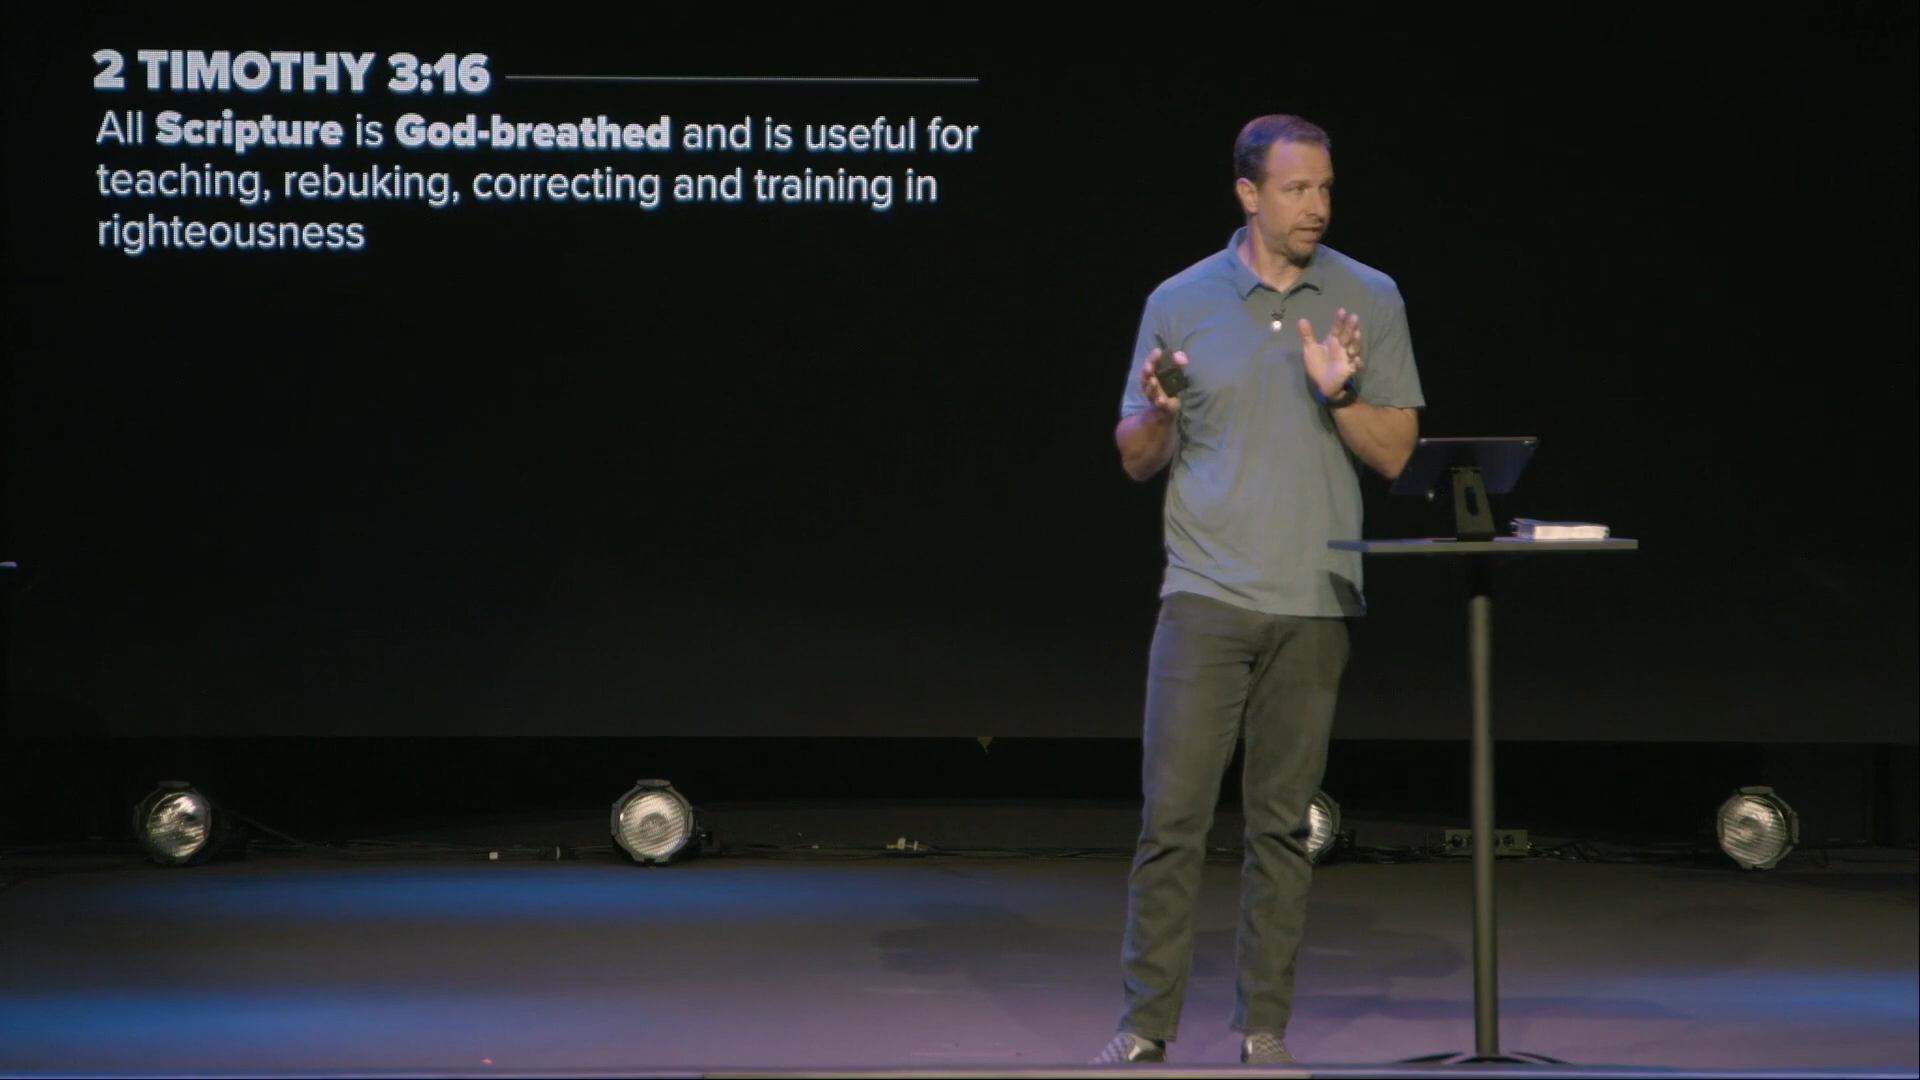 2 TIMOTHY 3:16
All Scripture is God-breathed and is useful for
teaching, rebuking, correcting and training in
righteousness